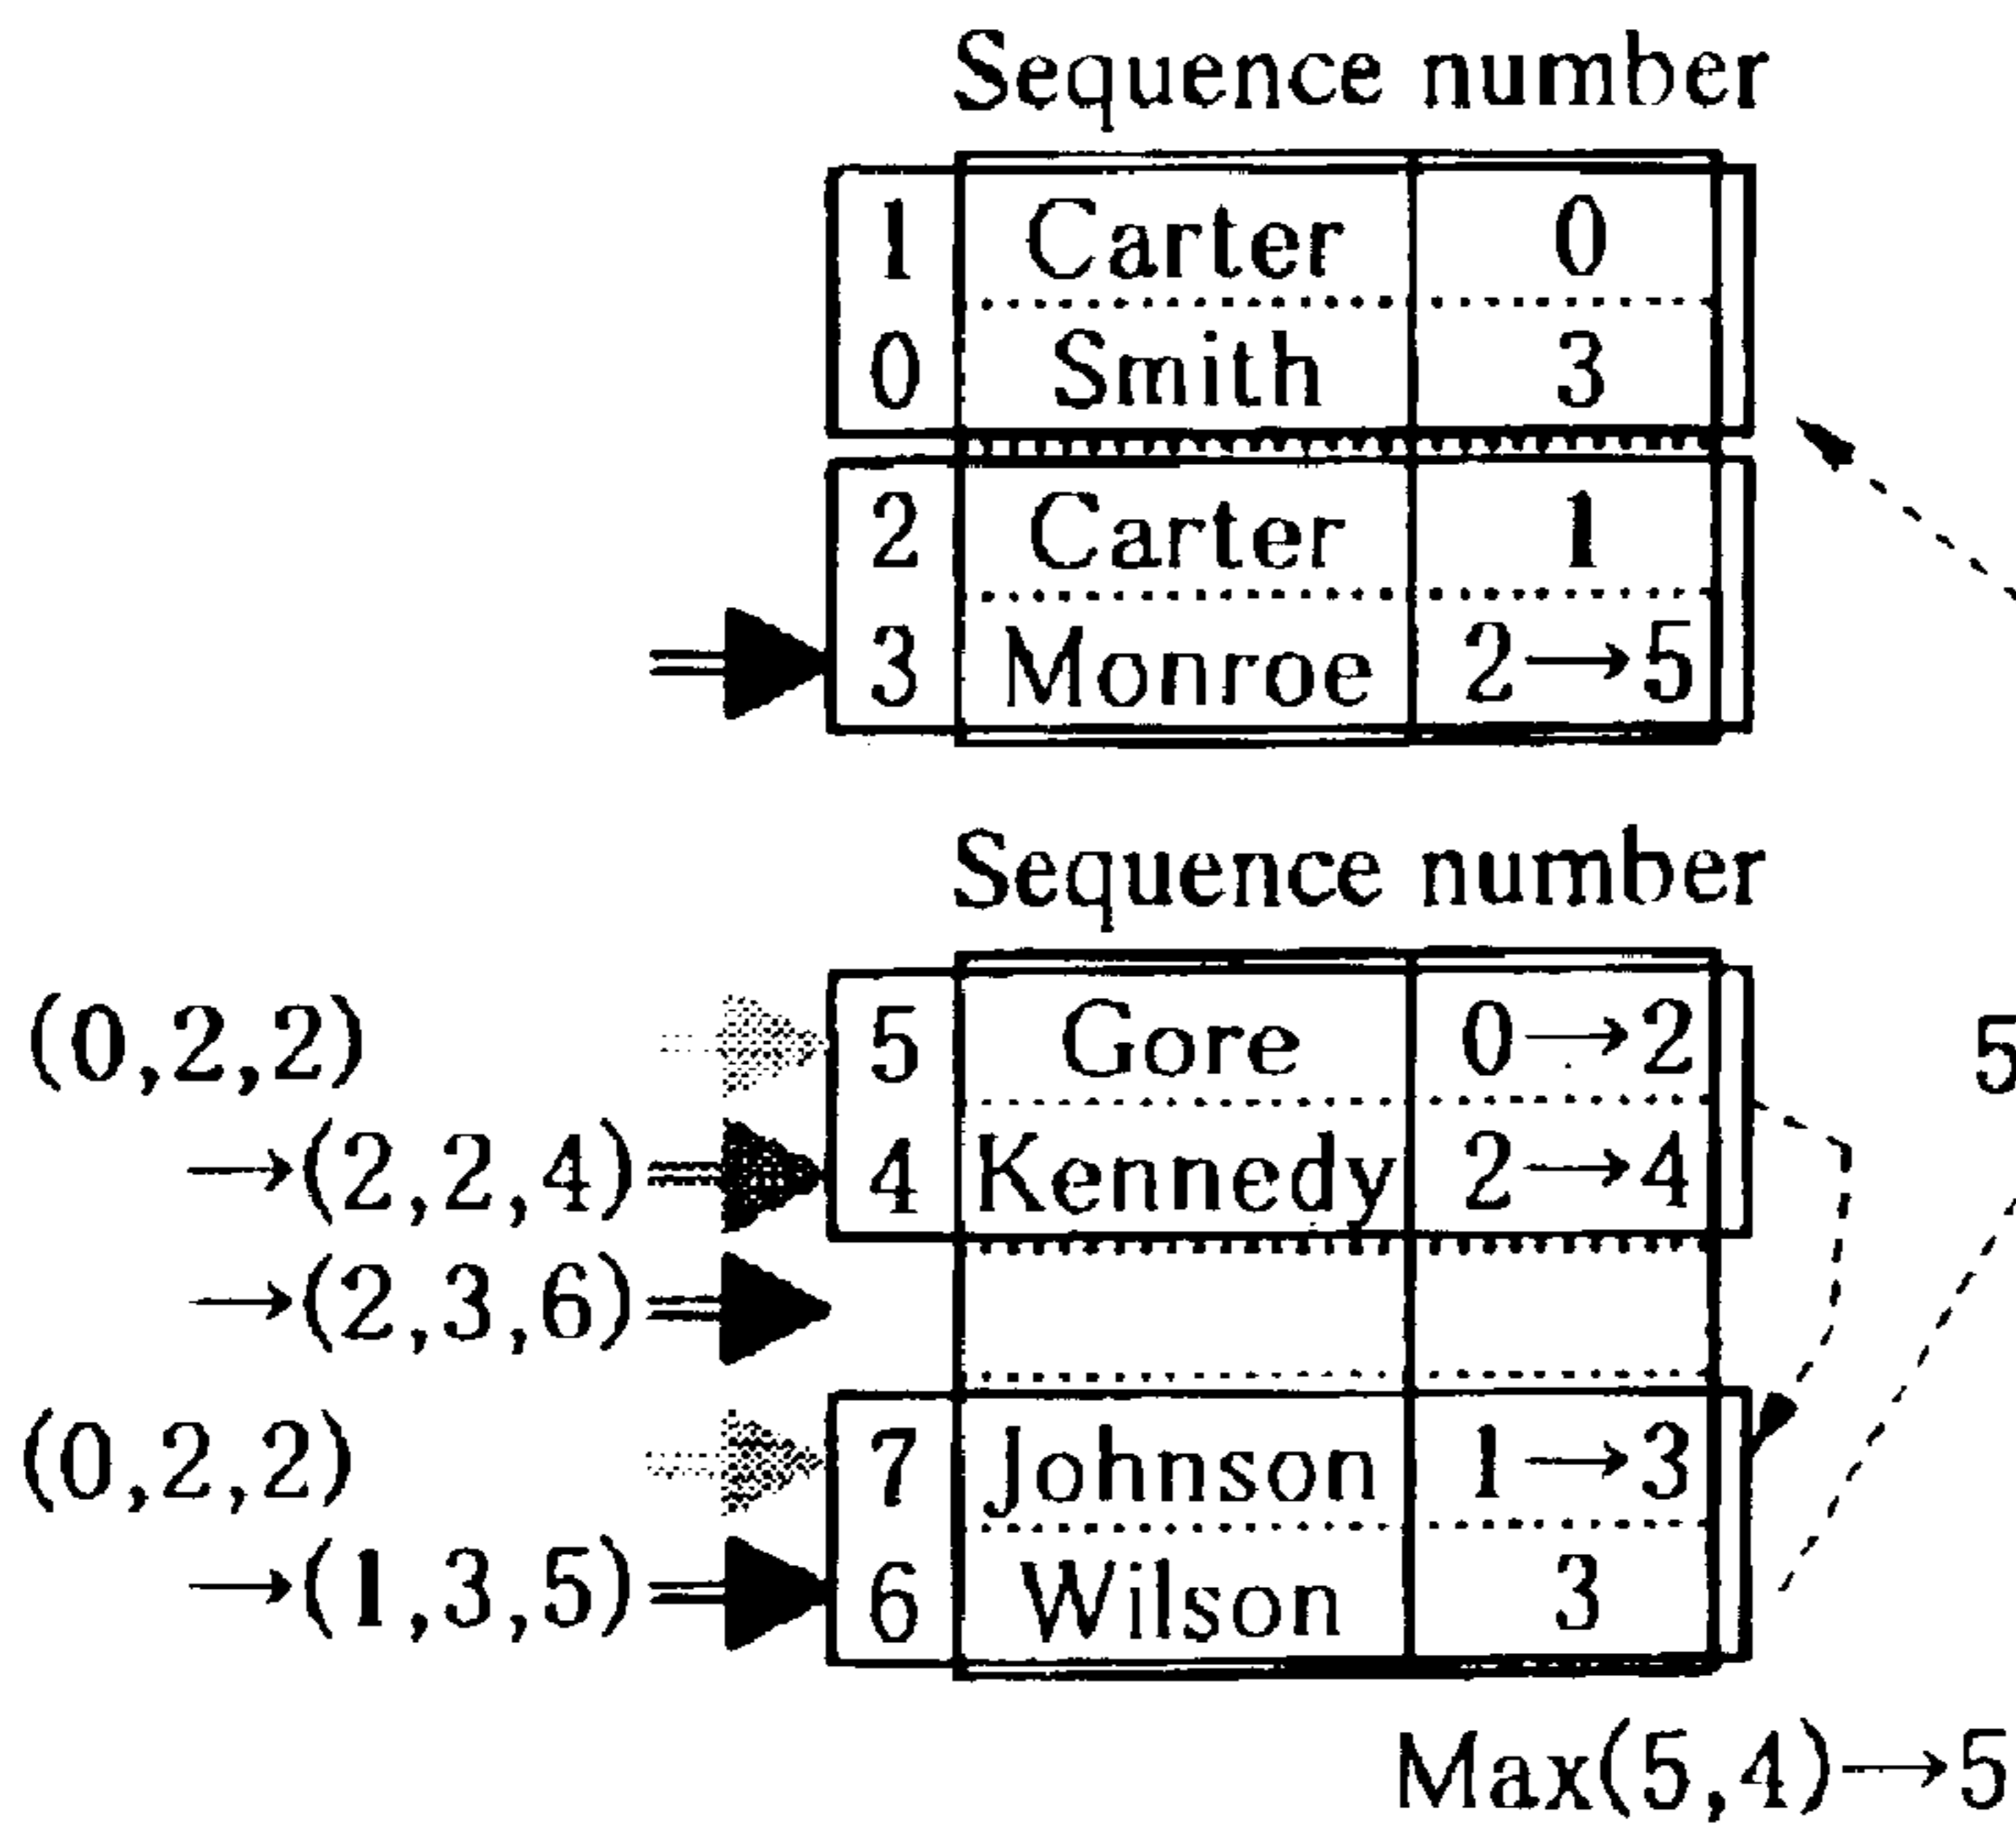 Sequence number
1 Carter 0
0 Smith 3
2 Carter 1
3 Monroe 2→5
Sequence number
(0,2,2) 5 Gore 0→2 5
→(2,2,4) 4 Kennedy 2→4
→(2,3,6)
(0,2,2) 7 Johnson 1→3
→(1,3,5) 6 Wilson 3
Max(5,4)→5